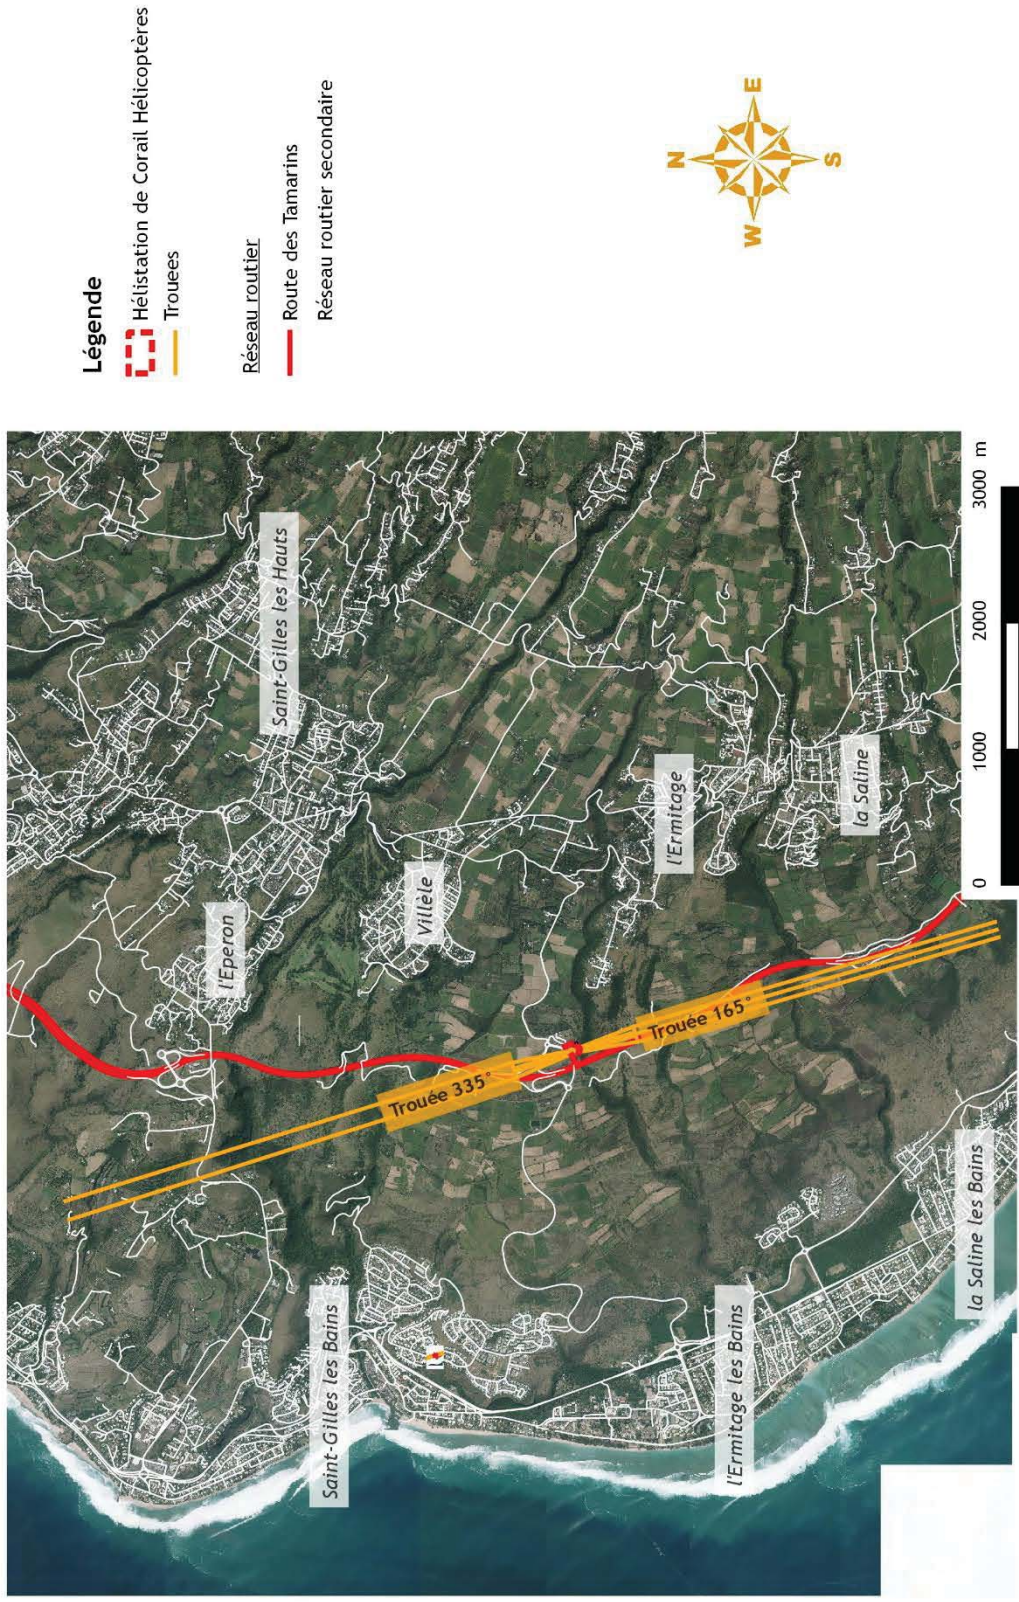 Légende
Hélistation de Corail Hélicoptères
Trouees
Réseau routier
Route des Tamarins
Réseau routier secondaire
N
W
E
S
Saint-Gilles les Hauts
l'Eperon
Villèle
l'Ermitage
la Saline
Trouée 335°
Trouée 165°
Saint-Gilles les Bains
l'Ermitage les Bains
la Saline les Bains
0 1000 2000 3000 m